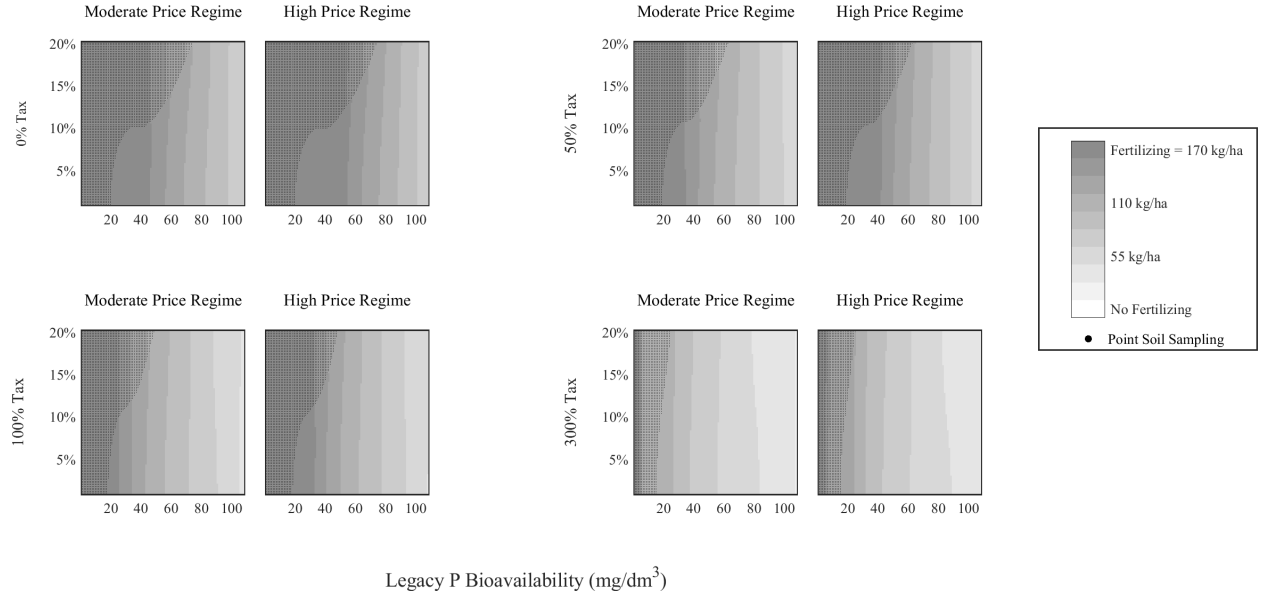 Moderate Price Regime High Price Regime
0% Tax
20%
15%
10%
5%
20 40 60 80 100 20 40 60 80 100
Moderate Price Regime High Price Regime
50% Tax
20%
15%
10%
5%
20 40 60 80 100 20 40 60 80 100
Fertilizing = 170 kg/ha
110 kg/ha
55 kg/ha
No Fertilizing
Point Soil Sampling
Moderate Price Regime High Price Regime
100% Tax
20%
15%
10%
5%
20 40 60 80 100 20 40 60 80 100
Moderate Price Regime High Price Regime
300% Tax
20%
15%
10%
5%
20 40 60 80 100 20 40 60 80 100
Legacy P Bioavailability (mg/dm³)